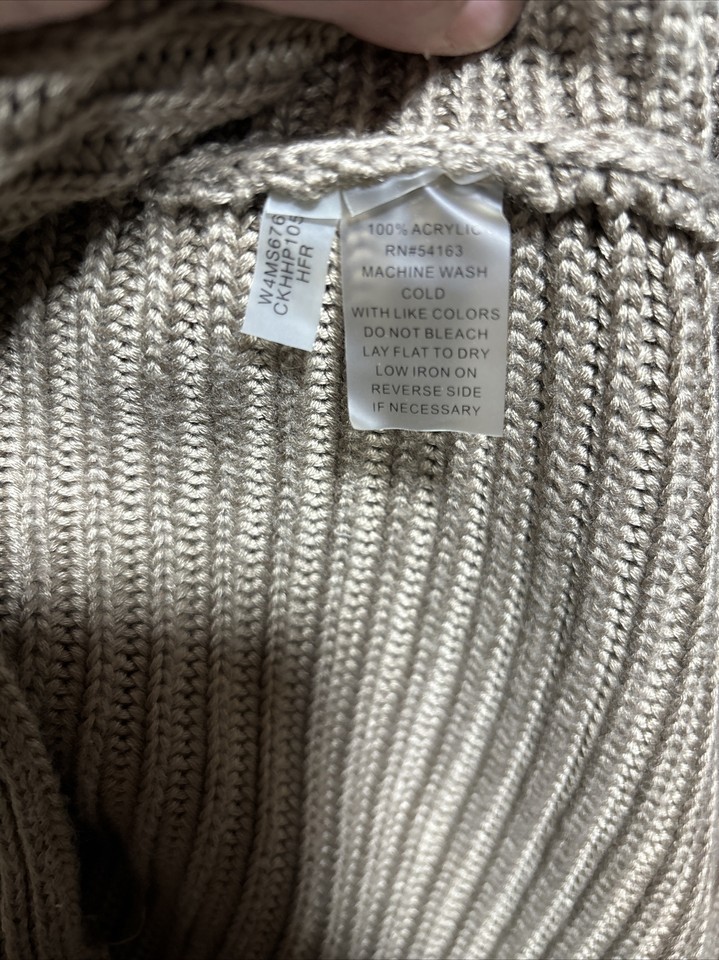 W4MS676
CKHHP105
HFR
100% ACRYLIC
RN#54163
MACHINE WASH
COLD
WITH LIKE COLORS
DO NOT BLEACH
LAY FLAT TO DRY
LOW IRON ON
REVERSE SIDE
IF NECESSARY